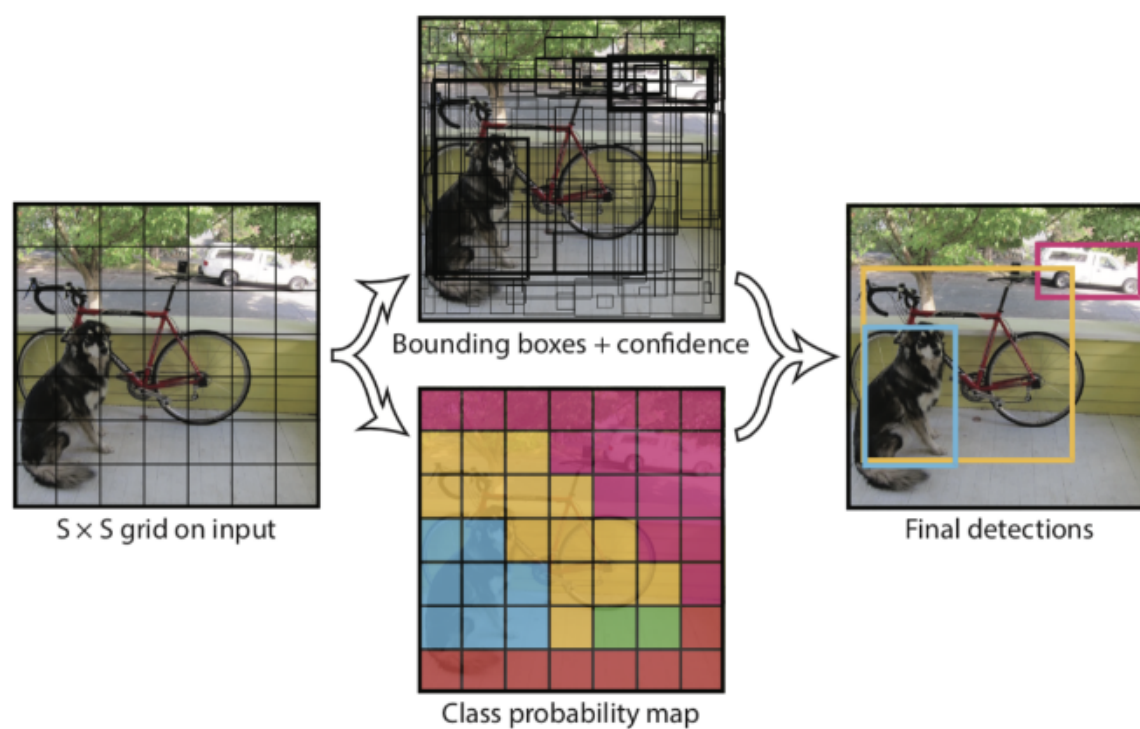 Bounding boxes + confidence
S × S grid on input
Final detections
Class probability map